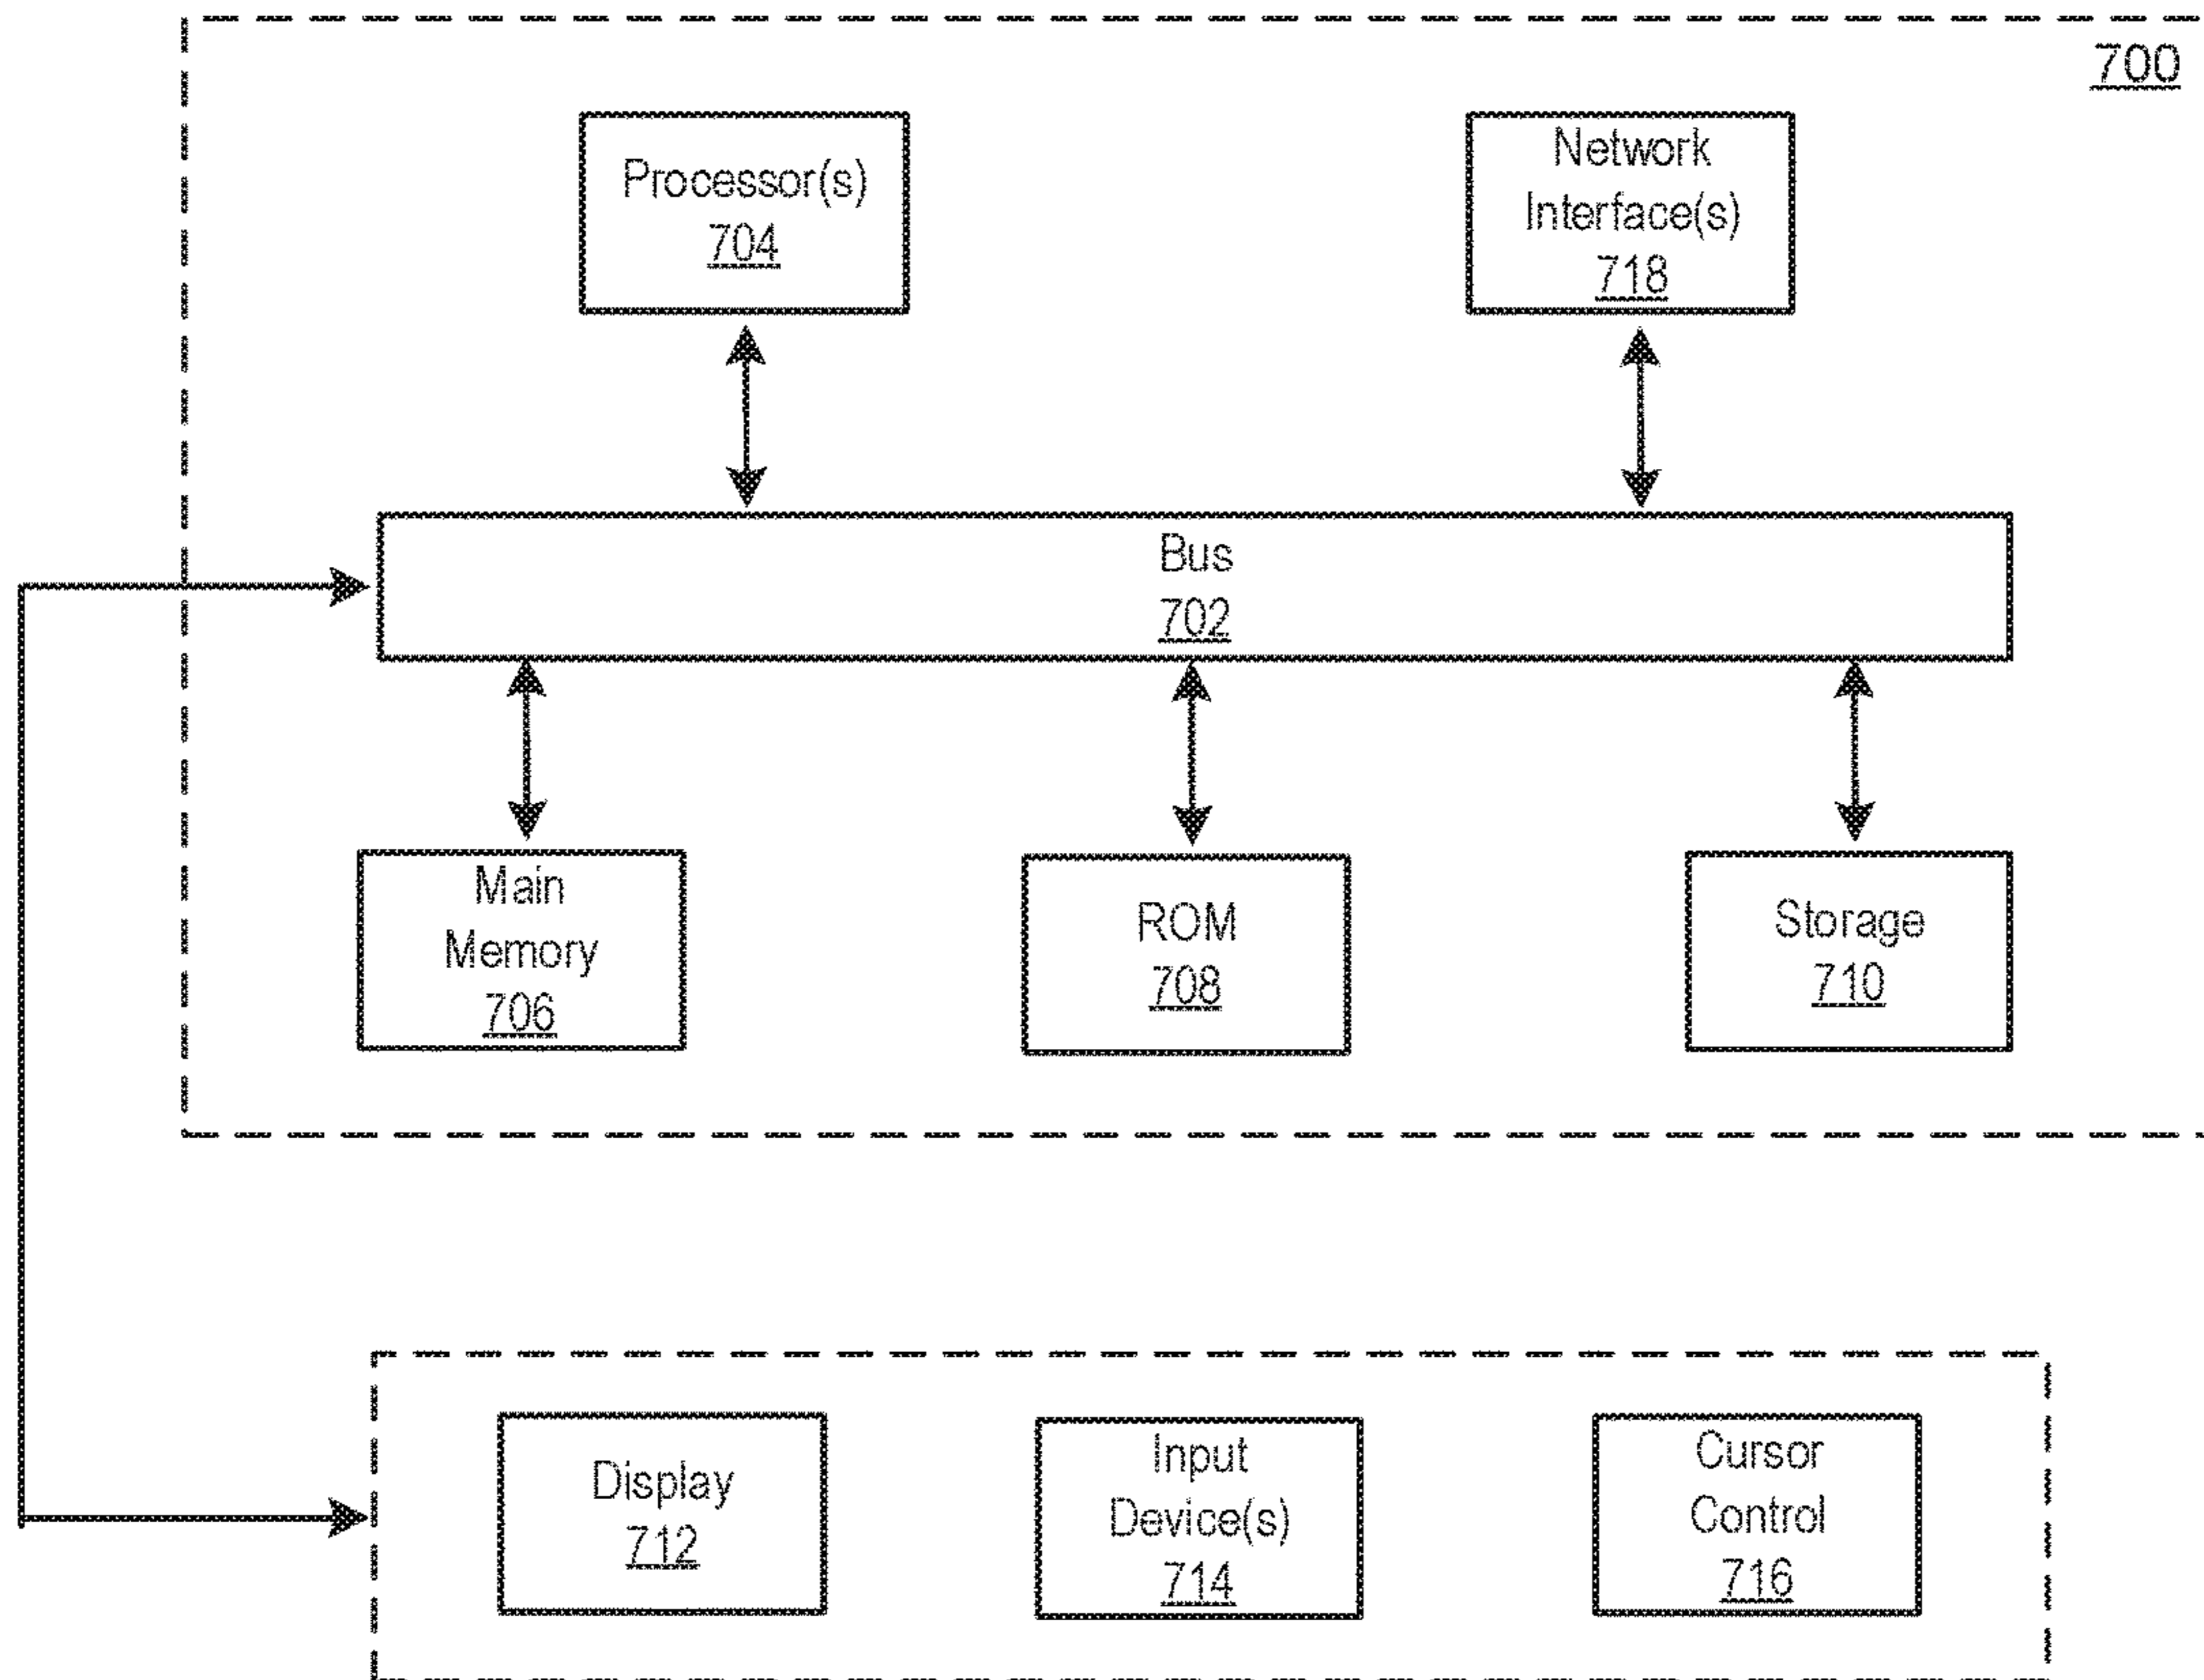 700
Processor(s)
704
Network
Interface(s)
718
Bus
702
Main
Memory
706
ROM
708
Storage
710
Display
712
Input
Device(s)
714
Cursor
Control
716